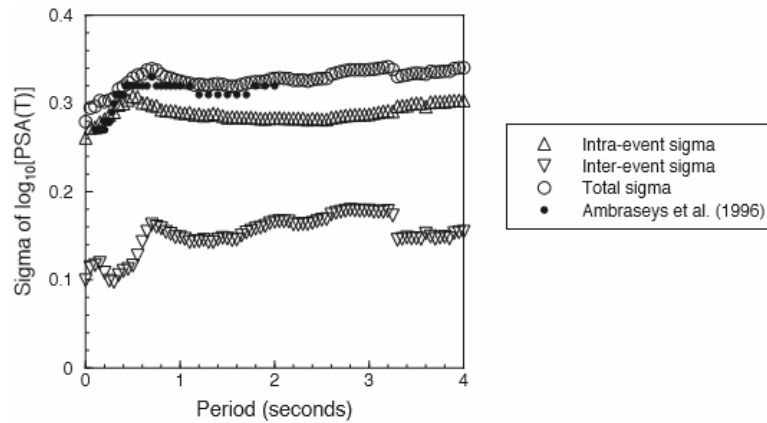 0.4
0.3
0.2
0.1
0
0 1 2 3 4
Sigma of log10[PSA(T)]
Period (seconds)
Intra-event sigma
Inter-event sigma
Total sigma
Ambraseys et al. (1996)